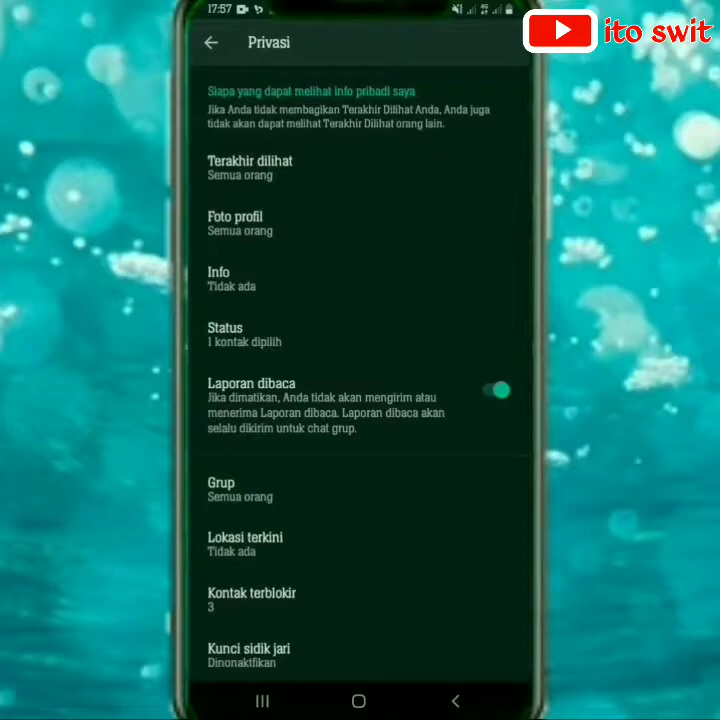 17:57
ito swit
Privasi
Siapa yang dapat melihat info pribadi saya
Jika Anda tidak membagikan Terakhir Dilihat Anda, Anda juga
tidak akan dapat melihat Terakhir Dilihat orang lain.
Terakhir dilihat
Semua orang
Foto profil
Semua orang
Info
Tidak ada
Status
1 kontak dipilih
Laporan dibaca
Jika dimatikan, Anda tidak akan mengirim atau
menerima Laporan dibaca. Laporan dibaca akan
selalu dikirim untuk chat grup.
Grup
Semua orang
Lokasi terkini
Tidak ada
Kontak terblokir
3
Kunci sidik jari
Dinonaktfikan